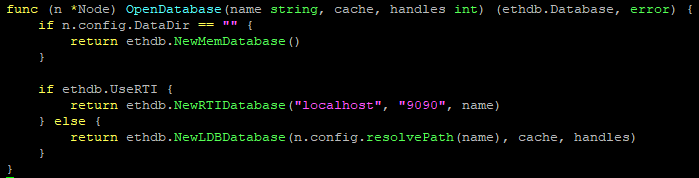 func (n *Node) OpenDatabase(name string, cache, handles int) (ethdb.Database, error) {
    if n.config.DataDir == "" {
        return ethdb.NewMemDatabase()
    }

    if ethdb.UseRTI {
        return ethdb.NewRTIDatabase("localhost", "9090", name)
    } else {
        return ethdb.NewLDBDatabase(n.config.resolvePath(name), cache, handles)
    }
}